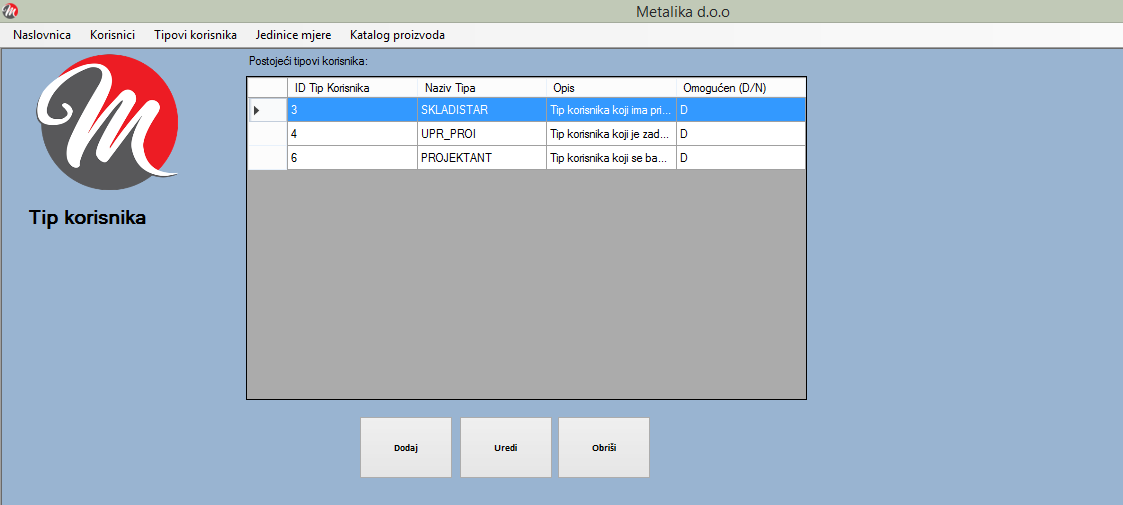 Metalika d.o.o
Naslovnica Korisnici Tipovi korisnika Jedinice mjere Katalog proizvoda
Postojeći tipovi korisnika:
ID Tip Korisnika Naziv Tipa Opis Omogućen (D/N)
3 SKLADISTAR Tip korisnika koji ima pri... D
4 UPR_PROI Tip korisnika koji je zad... D
6 PROJEKTANT Tip korisnika koji se ba... D
Tip korisnika
Dodaj Uredi Obriši